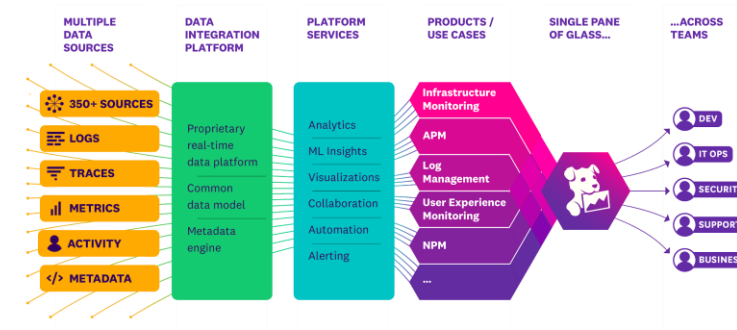 MULTIPLE
DATA
SOURCES
DATA
INTEGRATION
PLATFORM
PLATFORM
SERVICES
PRODUCTS /
USE CASES
SINGLE PANE
OF GLASS...
...ACROSS
TEAMS
350+ SOURCES
LOGS
TRACES
METRICS
ACTIVITY
</> METADATA
Proprietary
real-time
data platform
Common
data model
Metadata
engine
Analytics
ML Insights
Visualizations
Collaboration
Automation
Alerting
Infrastructure
Monitoring
APM
Log
Management
User Experience
Monitoring
NPM
...
DEV
IT OPS
SECURIT
SUPPORT
BUSINES